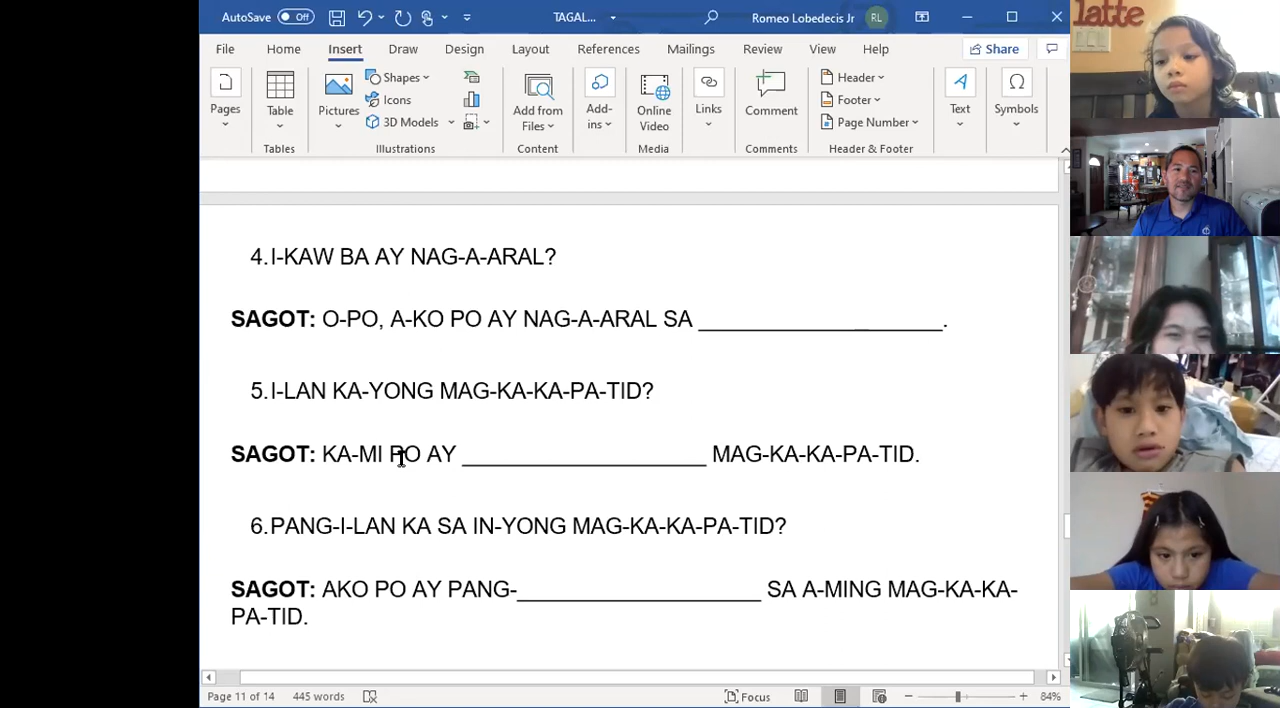 AutoSave Off TAGAL... Romeo Lobedecis Jr RL
File Home Insert Draw Design Layout References Mailings Review View Help Share
Pages Table Pictures Shapes Icons 3D Models Add from Files Add-ins Online Video Links Comment Header Footer Page Number Text Symbols
Tables Illustrations Content Media Comments Header & Footer
4. I-KAW BA AY NAG-A-ARAL?
SAGOT: O-PO, A-KO PO AY NAG-A-ARAL SA ____________________.
5. I-LAN KA-YONG MAG-KA-KA-PA-TID?
SAGOT: KA-MI PO AY ____________________ MAG-KA-KA-PA-TID.
6. PANG-I-LAN KA SA IN-YONG MAG-KA-KA-PA-TID?
SAGOT: AKO PO AY PANG-____________________ SA A-MING MAG-KA-KA-
PA-TID.
Page 11 of 14 445 words Focus 84%
latte